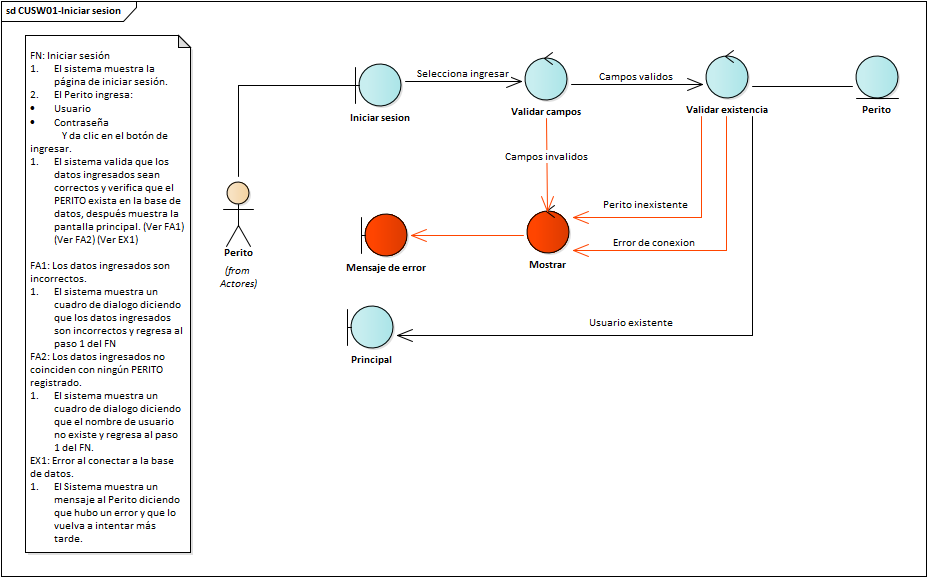 sd CUSW01-Iniciar sesion
FN: Iniciar sesión
1. El sistema muestra la
página de iniciar sesión.
2. El Perito ingresa:
• Usuario
• Contraseña
Y da clic en el botón de
ingresar.
1. El sistema valida que los
datos ingresados sean
correctos y verifica que el
PERITO exista en la base de
datos, después muestra la
pantalla principal. (Ver FA1)
(Ver FA2) (Ver EX1)
FA1: Los datos ingresados son
incorrectos.
1. El sistema muestra un
cuadro de dialogo diciendo
que los datos ingresados
son incorrectos y regresa al
paso 1 del FN
FA2: Los datos ingresados no
coinciden con ningún PERITO
registrado.
1. El sistema muestra un
cuadro de dialogo diciendo
que el nombre de usuario
no existe y regresa al paso
1 del FN.
EX1: Error al conectar a la base
de datos.
1. El Sistema muestra un
mensaje al Perito diciendo
que hubo un error y que lo
vuelva a intentar más
tarde.
Perito
(from
Actores)
Iniciar sesion
Selecciona ingresar
Validar campos
Campos validos
Validar existencia
Perito
Campos invalidos
Perito inexistente
Error de conexion
Mostrar
Mensaje de error
Usuario existente
Principal